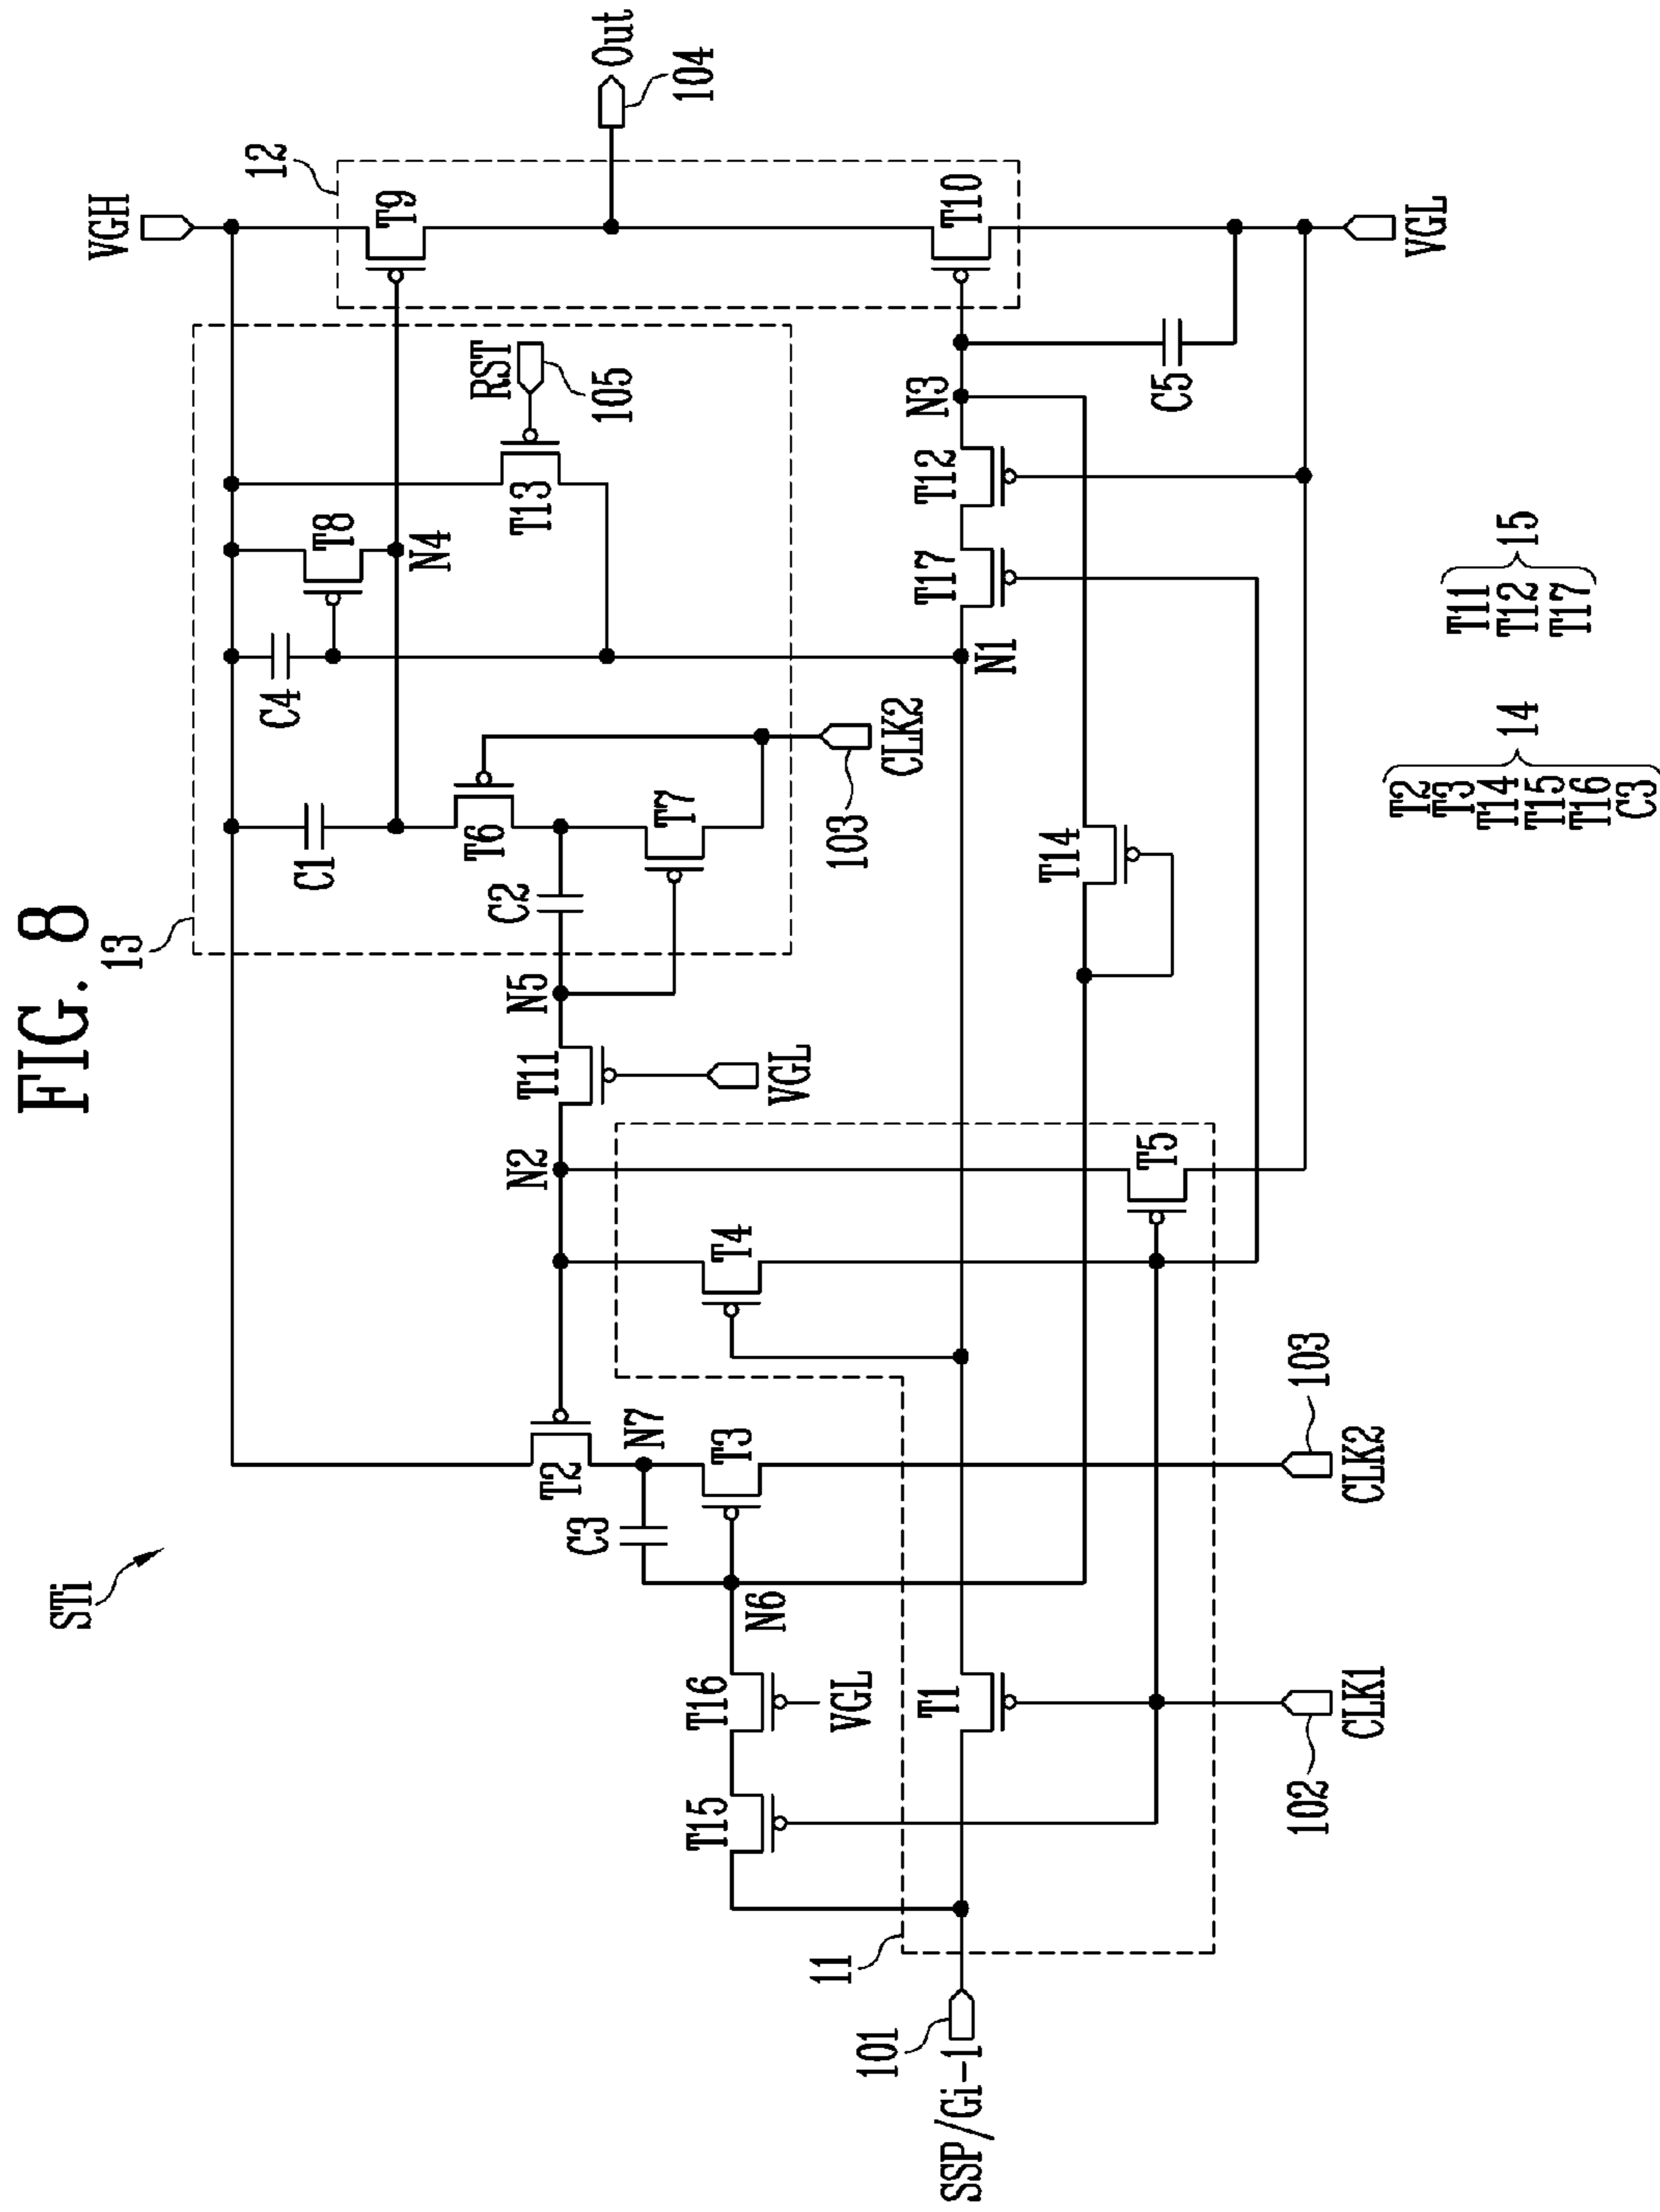 FIG. 8
STi
VGH
13
12
C1
C4
T8
T9
N4
RST
105
T13
Out
104
T6
C2
T7
CLK2
103
N5
T11
VGL
N2
T2
N7
C3
T3
N6
T16
T15
VGL
T4
T5
T1
11
101
SSP/Gi-1
N1
T17
T12
N3
T10
T14
C5
VGL
102
CLK1
CLK2
103
T2
T3
T14
T15
T16
C3
14
T11
T12
T17
15